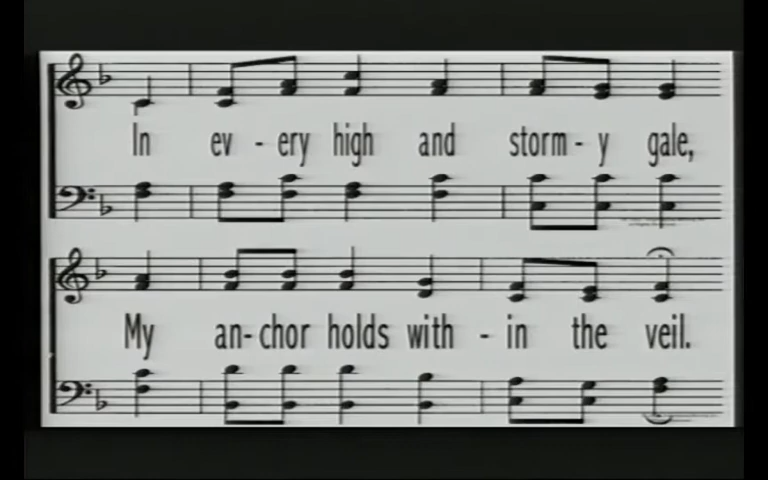 In ev - ery high and storm - y gale,
My an - chor holds with - in the veil.